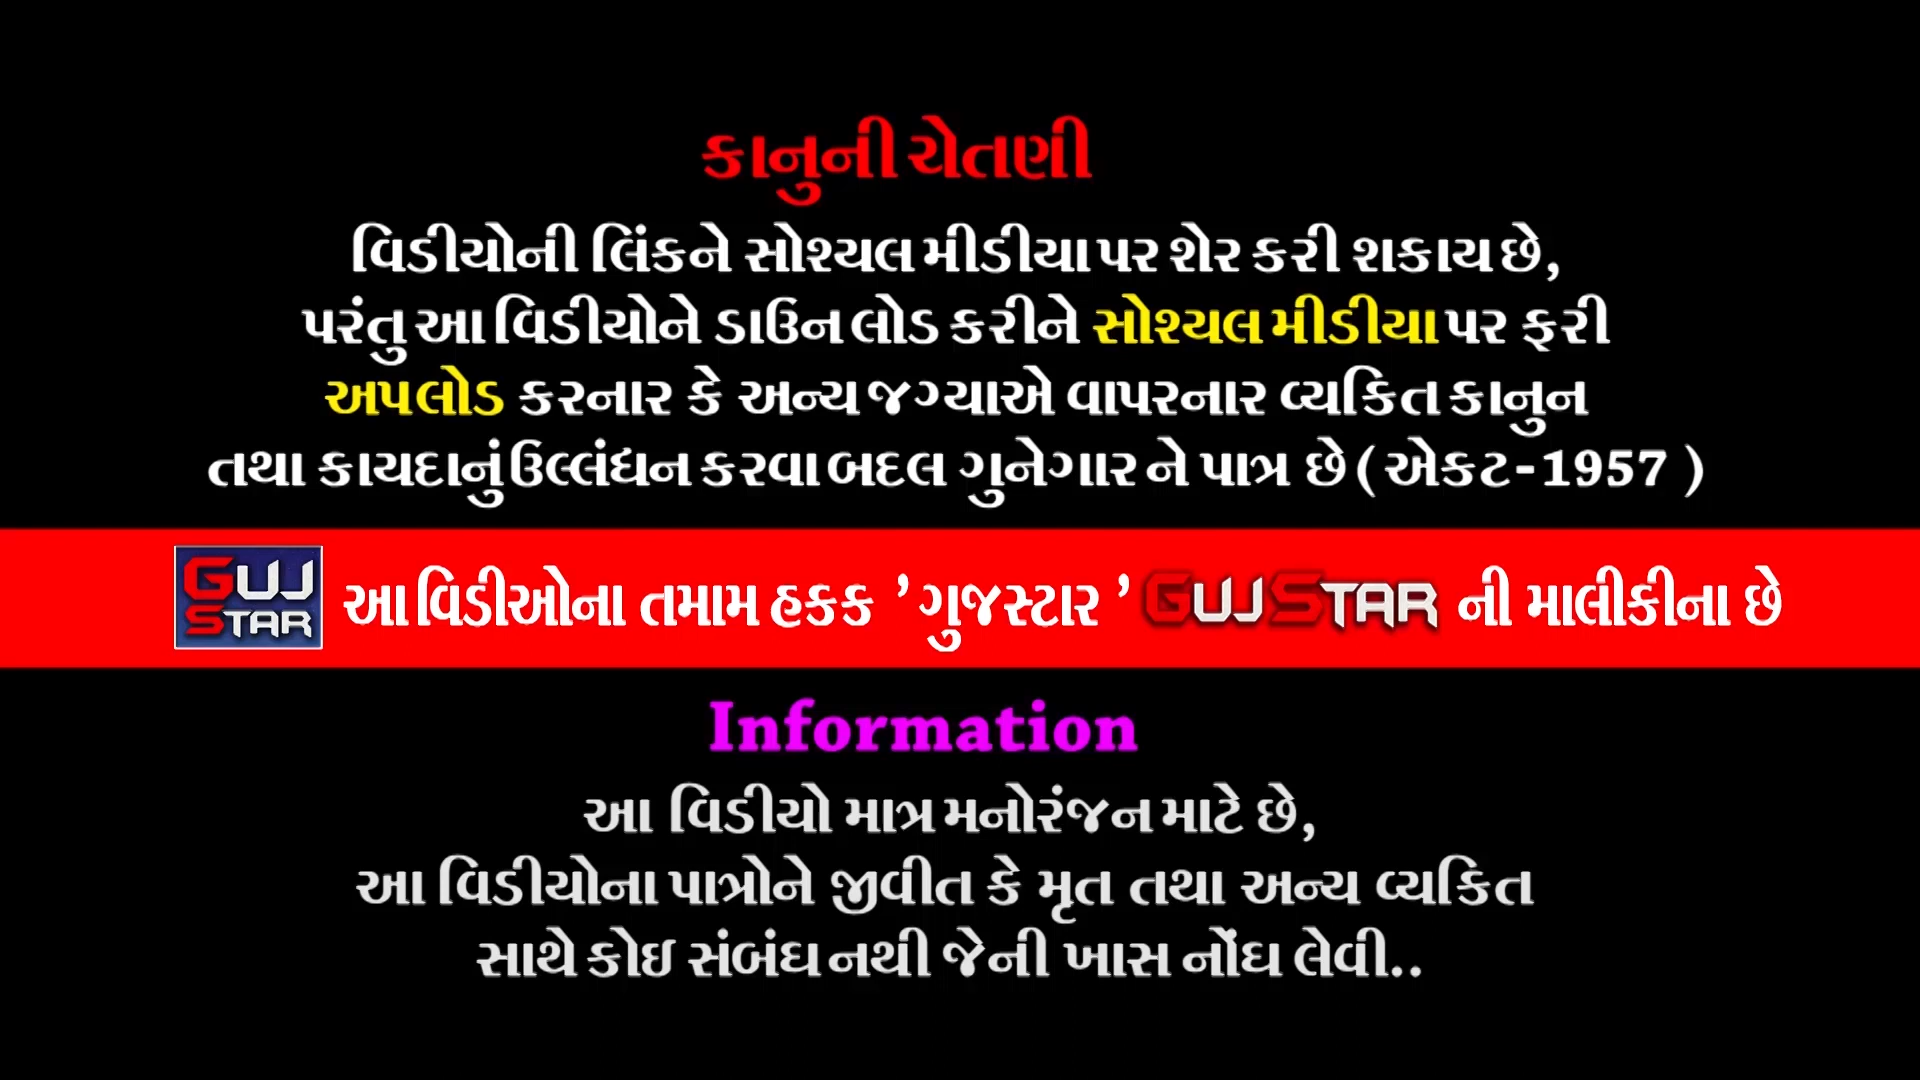 કાનુની ચેતણી
વિડીયોની લિંકને સોશ્યલ મીડીયા પર શેર કરી શકાય છે,
પરંતુ આ વિડીયોને ડાઉન લોડ કરીને સોશ્યલ મીડીયા પર ફરી
અપલોડ કરનાર કે અન્ય જગ્યાએ વાપરનાર વ્યકિત કાનુન
તથા કાયદાનું ઉલ્લંઘન કરવા બદલ ગુનેગાર ને પાત્ર છે ( એકટ-1957 )
GUJ STAR આ વિડીઓના તમામ હકક ’ ગુજસ્ટાર ’ GUJ STAR ની માલીકીના છે
Information
આ વિડીયો માત્ર મનોરંજન માટે છે,
આ વિડીયોના પાત્રોને જીવીત કે મૃત તથા અન્ય વ્યકિત
સાથે કોઇ સંબંઘ નથી જેની ખાસ નોંઘ લેવી..